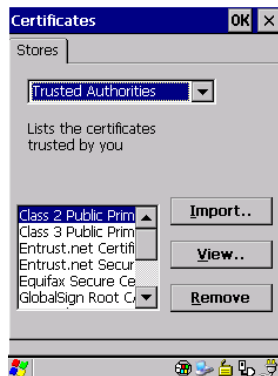 Certificates OK ×
Stores
Trusted Authorities
Lists the certificates
trusted by you
Class 2 Public Prim
Class 3 Public Prim
Entrust.net Certifi
Entrust.net Secur
Equifax Secure Ce
GlobalSign Root C
Import..
View..
Remove